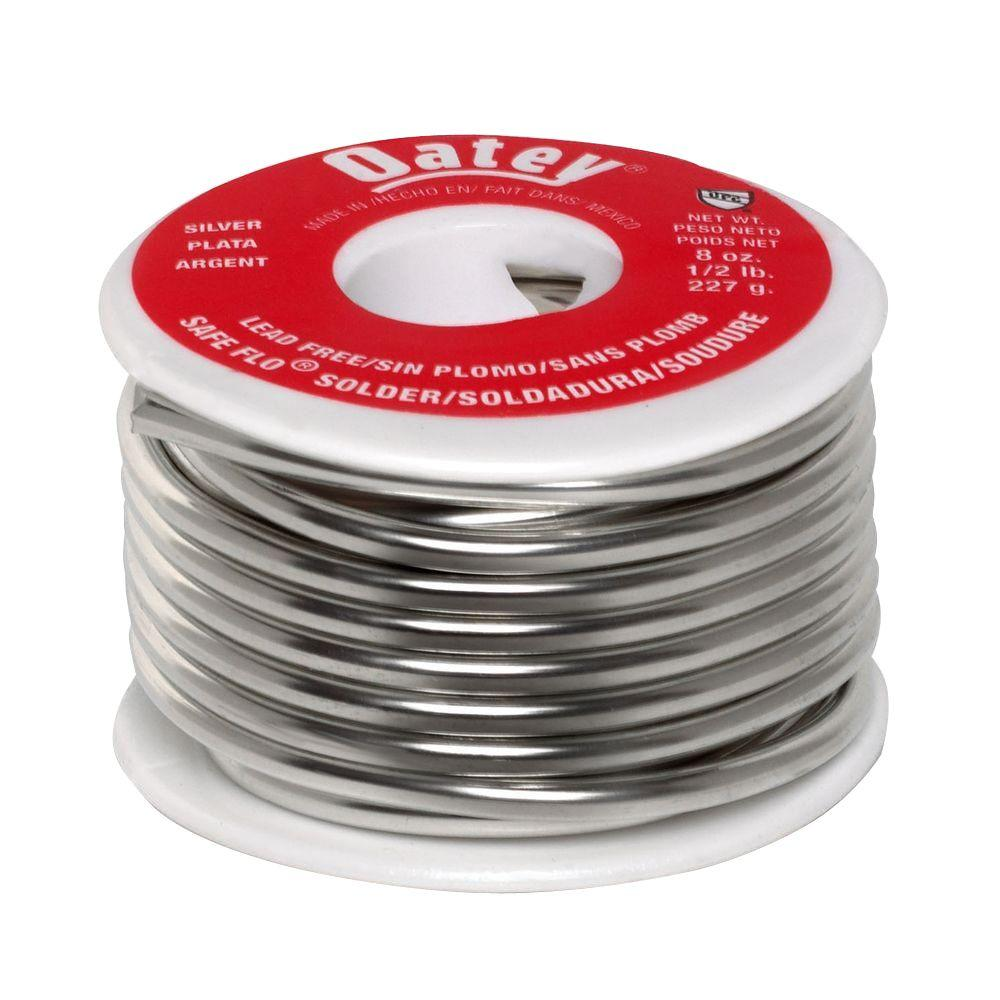 Oatey®
MADE IN/HECHO EN/ FAIT DANS/ MEXICO
SILVER
PLATA
ARGENT
UPC
NET WT.
PESO NETO
POIDS NET
8 oz.
1/2 lb.
227 g.
LEAD FREE/SIN PLOMO/SANS PLOMB
SAFE FLO® SOLDER/SOLDADURA/SOUDURE